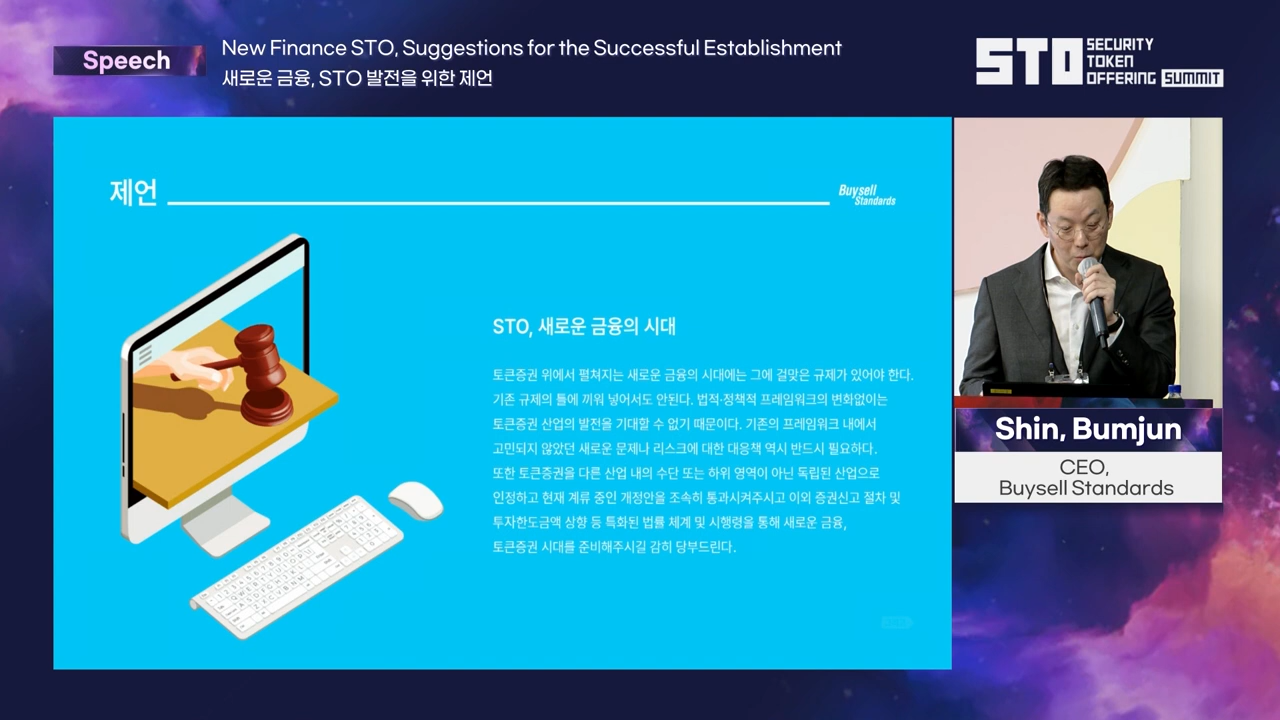 Speech
New Finance STO, Suggestions for the Successful Establishment
새로운 금융, STO 발전을 위한 제언
STO SECURITY TOKEN OFFERING SUMMIT
제언
Buysell Standards
STO, 새로운 금융의 시대
토큰증권 위에서 펼쳐지는 새로운 금융의 시대에는 그에 걸맞은 규제가 있어야 한다.
기존 규제의 틀에 끼워 넣어서도 안된다. 법적·정책적 프레임워크의 변화없이는
토큰증권 산업의 발전을 기대할 수 없기 때문이다. 기존의 프레임워크 내에서
고민되지 않았던 새로운 문제나 리스크에 대한 대응책 역시 반드시 필요하다.
또한 토큰증권을 다른 산업 내의 수단 또는 하위 영역이 아닌 독립된 산업으로
인정하고 현재 계류 중인 개정안을 조속히 통과시켜주시고 이외 증권신고 절차 및
투자한도금액 상향 등 특화된 법률 체계 및 시행령을 통해 새로운 금융,
토큰증권 시대를 준비해주시길 감히 당부드린다.
Shin, Bumjun
CEO,
Buysell Standards